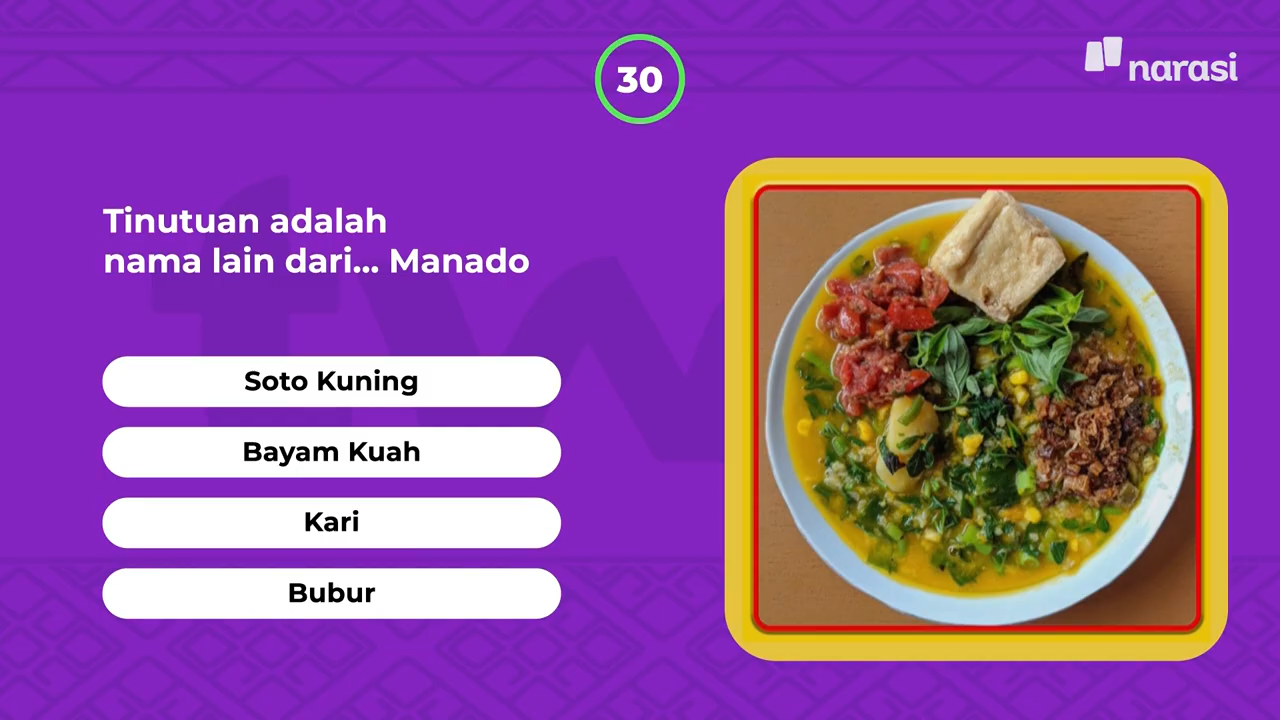 30
narasi
Tinutuan adalah
nama lain dari... Manado
Soto Kuning
Bayam Kuah
Kari
Bubur